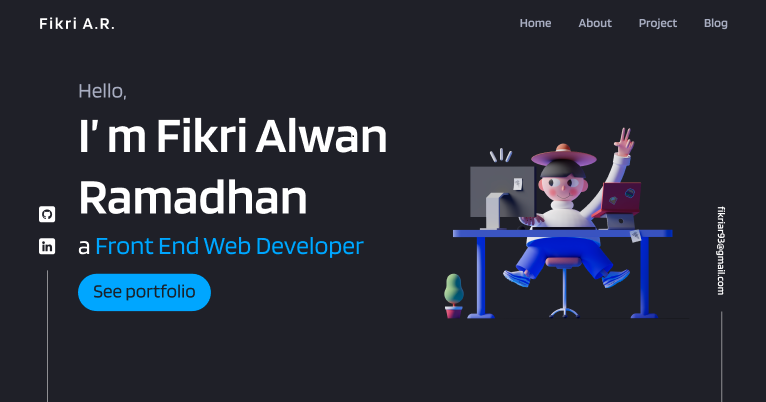 Fikri A.R.
Home About Project Blog
Hello,
I'm Fikri Alwan
Ramadhan
a Front End Web Developer
See portfolio
fikriar93@gmail.com